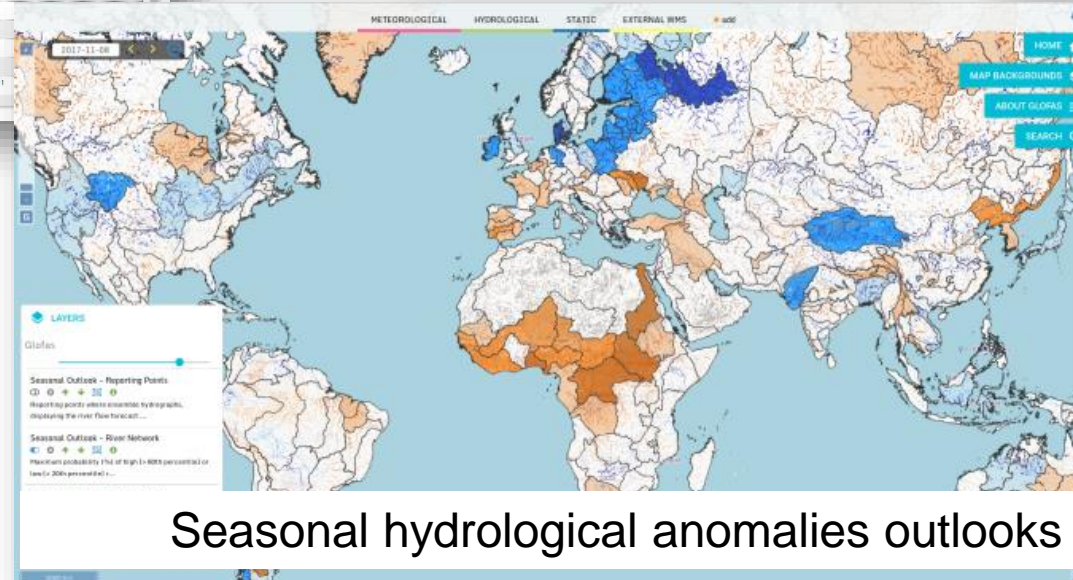 METEOROLOGICAL HYDROLOGICAL STATIC EXTERNAL WMS add
2017-11-08
HOME
MAP BACKGROUNDS
ABOUT GLOFAS
SEARCH
LAYERS
Glofas
Seasonal Outlook - Reporting Points
Reporting points where ensemble hydrographs,
displaying the river flow forecast ...
Seasonal Outlook - River Network
Maximum probability (%) of high (> 80th percentile) or
low (< 20th percentile) r...
Seasonal hydrological anomalies outlooks